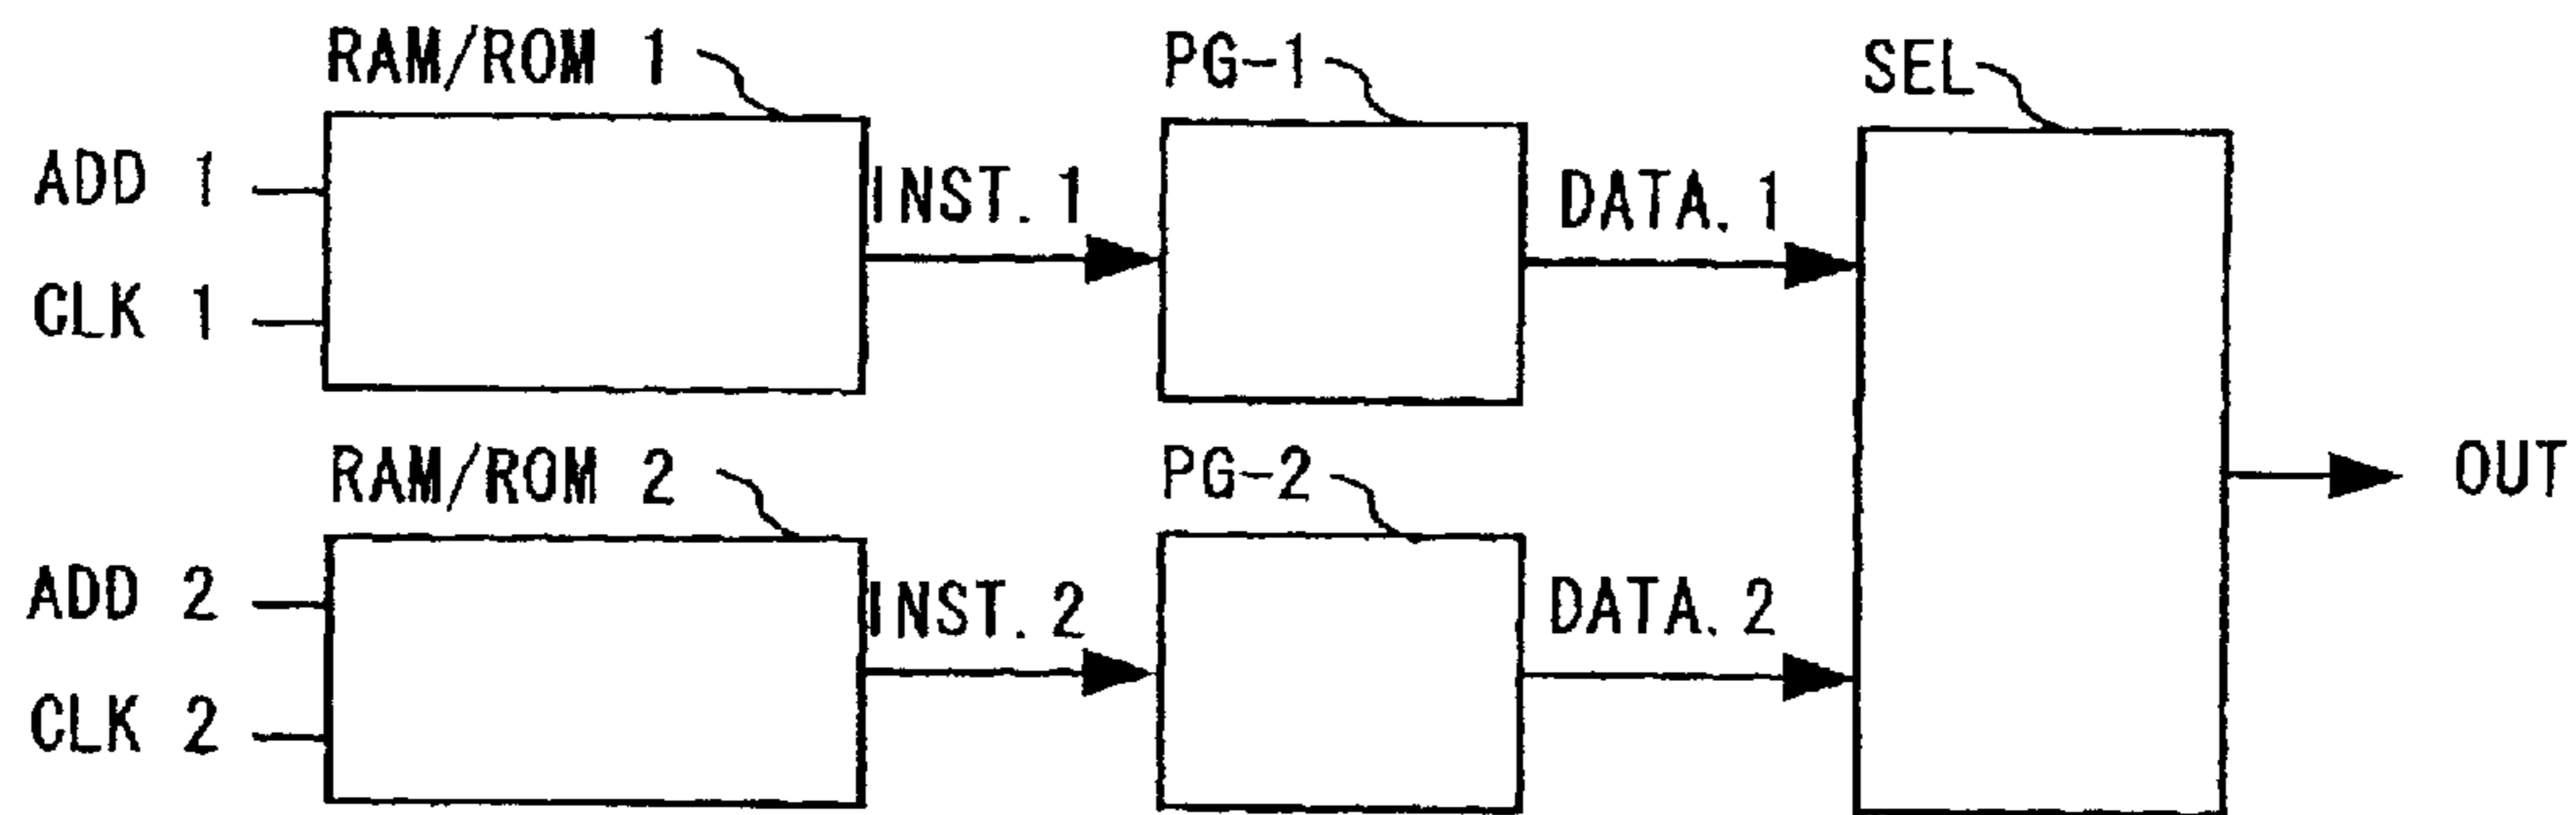 RAM/ROM 1
PG-1
SEL
ADD 1
INST.1
DATA.1
CLK 1
RAM/ROM 2
PG-2
OUT
ADD 2
INST.2
DATA.2
CLK 2